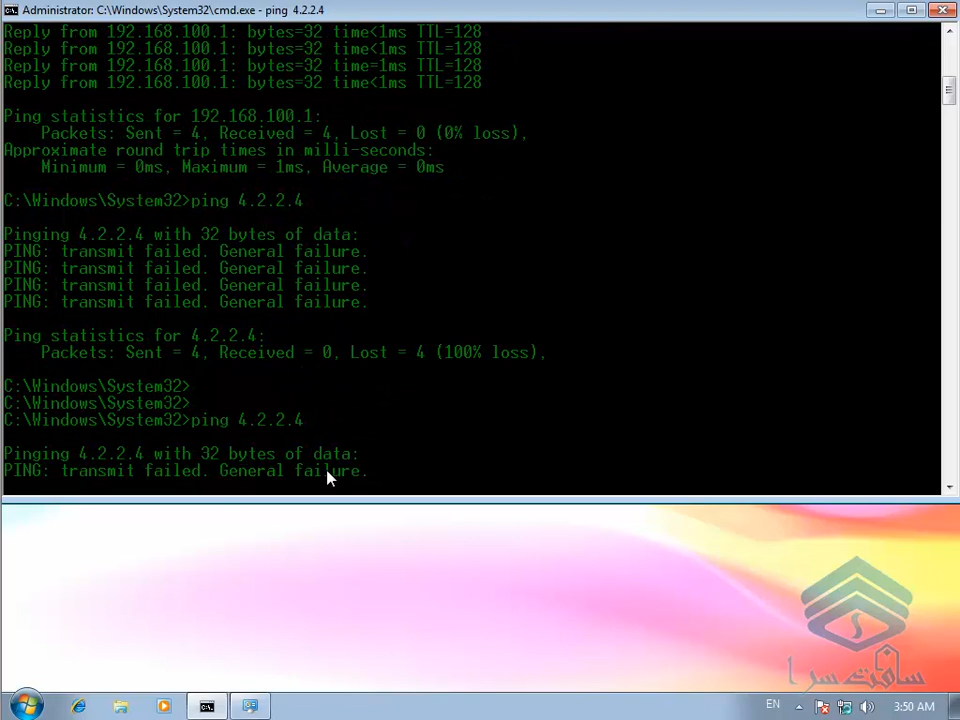 Administrator: C:\Windows\System32\cmd.exe - ping 4.2.2.4
Reply from 192.168.100.1: bytes=32 time<1ms TTL=128
Reply from 192.168.100.1: bytes=32 time<1ms TTL=128
Reply from 192.168.100.1: bytes=32 time=1ms TTL=128
Reply from 192.168.100.1: bytes=32 time<1ms TTL=128
Ping statistics for 192.168.100.1:
Packets: Sent = 4, Received = 4, Lost = 0 (0% loss),
Approximate round trip times in milli-seconds:
Minimum = 0ms, Maximum = 1ms, Average = 0ms
C:\Windows\System32>ping 4.2.2.4
Pinging 4.2.2.4 with 32 bytes of data:
PING: transmit failed. General failure.
PING: transmit failed. General failure.
PING: transmit failed. General failure.
PING: transmit failed. General failure.
Ping statistics for 4.2.2.4:
Packets: Sent = 4, Received = 0, Lost = 4 (100% loss),
C:\Windows\System32>
C:\Windows\System32>
C:\Windows\System32>ping 4.2.2.4
Pinging 4.2.2.4 with 32 bytes of data:
PING: transmit failed. General failure.
سافت سرا
EN
3:50 AM